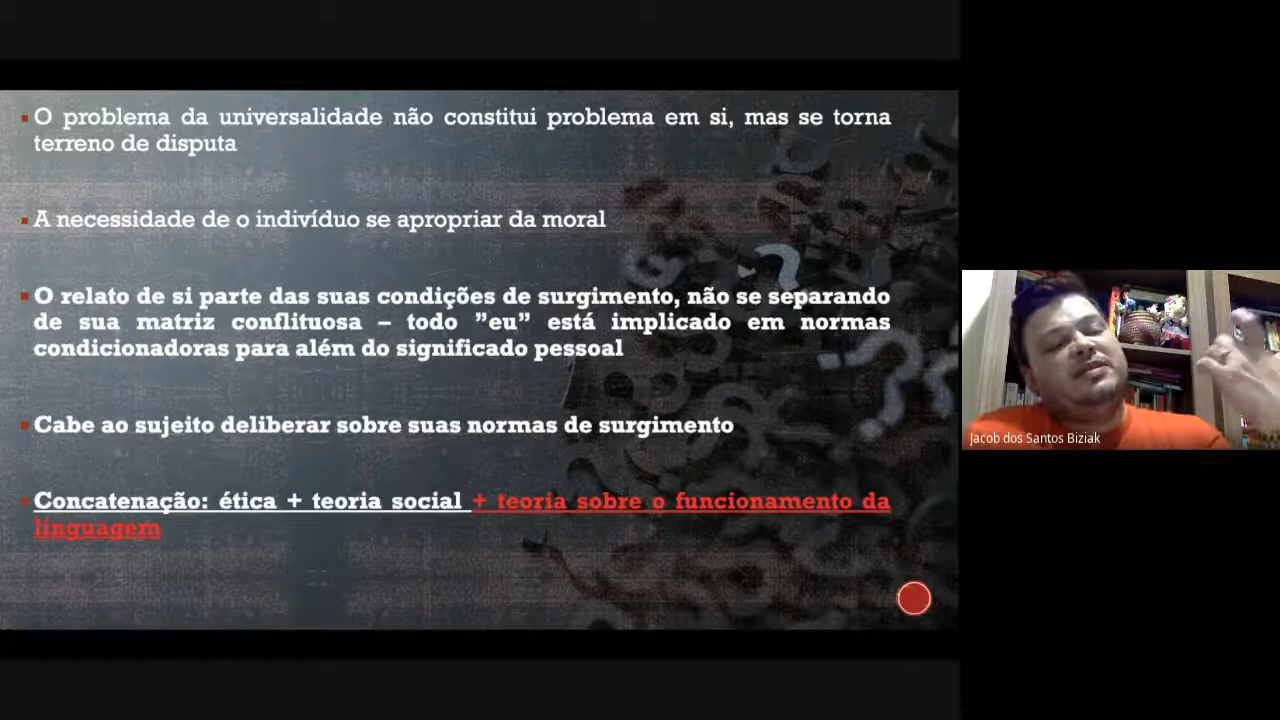 O problema da universalidade não constitui problema em si, mas se torna
terreno de disputa
A necessidade de o indivíduo se apropriar da moral
O relato de si parte das suas condições de surgimento, não se separando
de sua matriz conflituosa – todo ”eu” está implicado em normas
condicionadoras para além do significado pessoal
Cabe ao sujeito deliberar sobre suas normas de surgimento
Concatenação: ética + teoria social + teoria sobre o funcionamento da
linguagem
Jacob dos Santos Biziak